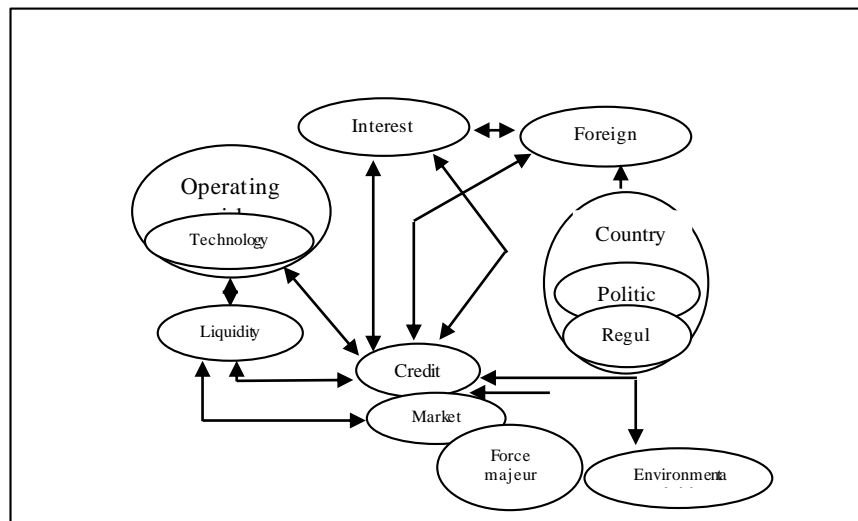 Interest
Foreign
Operating
Technology
Country
Politic
Liquidity
Regul
Credit
Market
Force
majeur
Environmenta